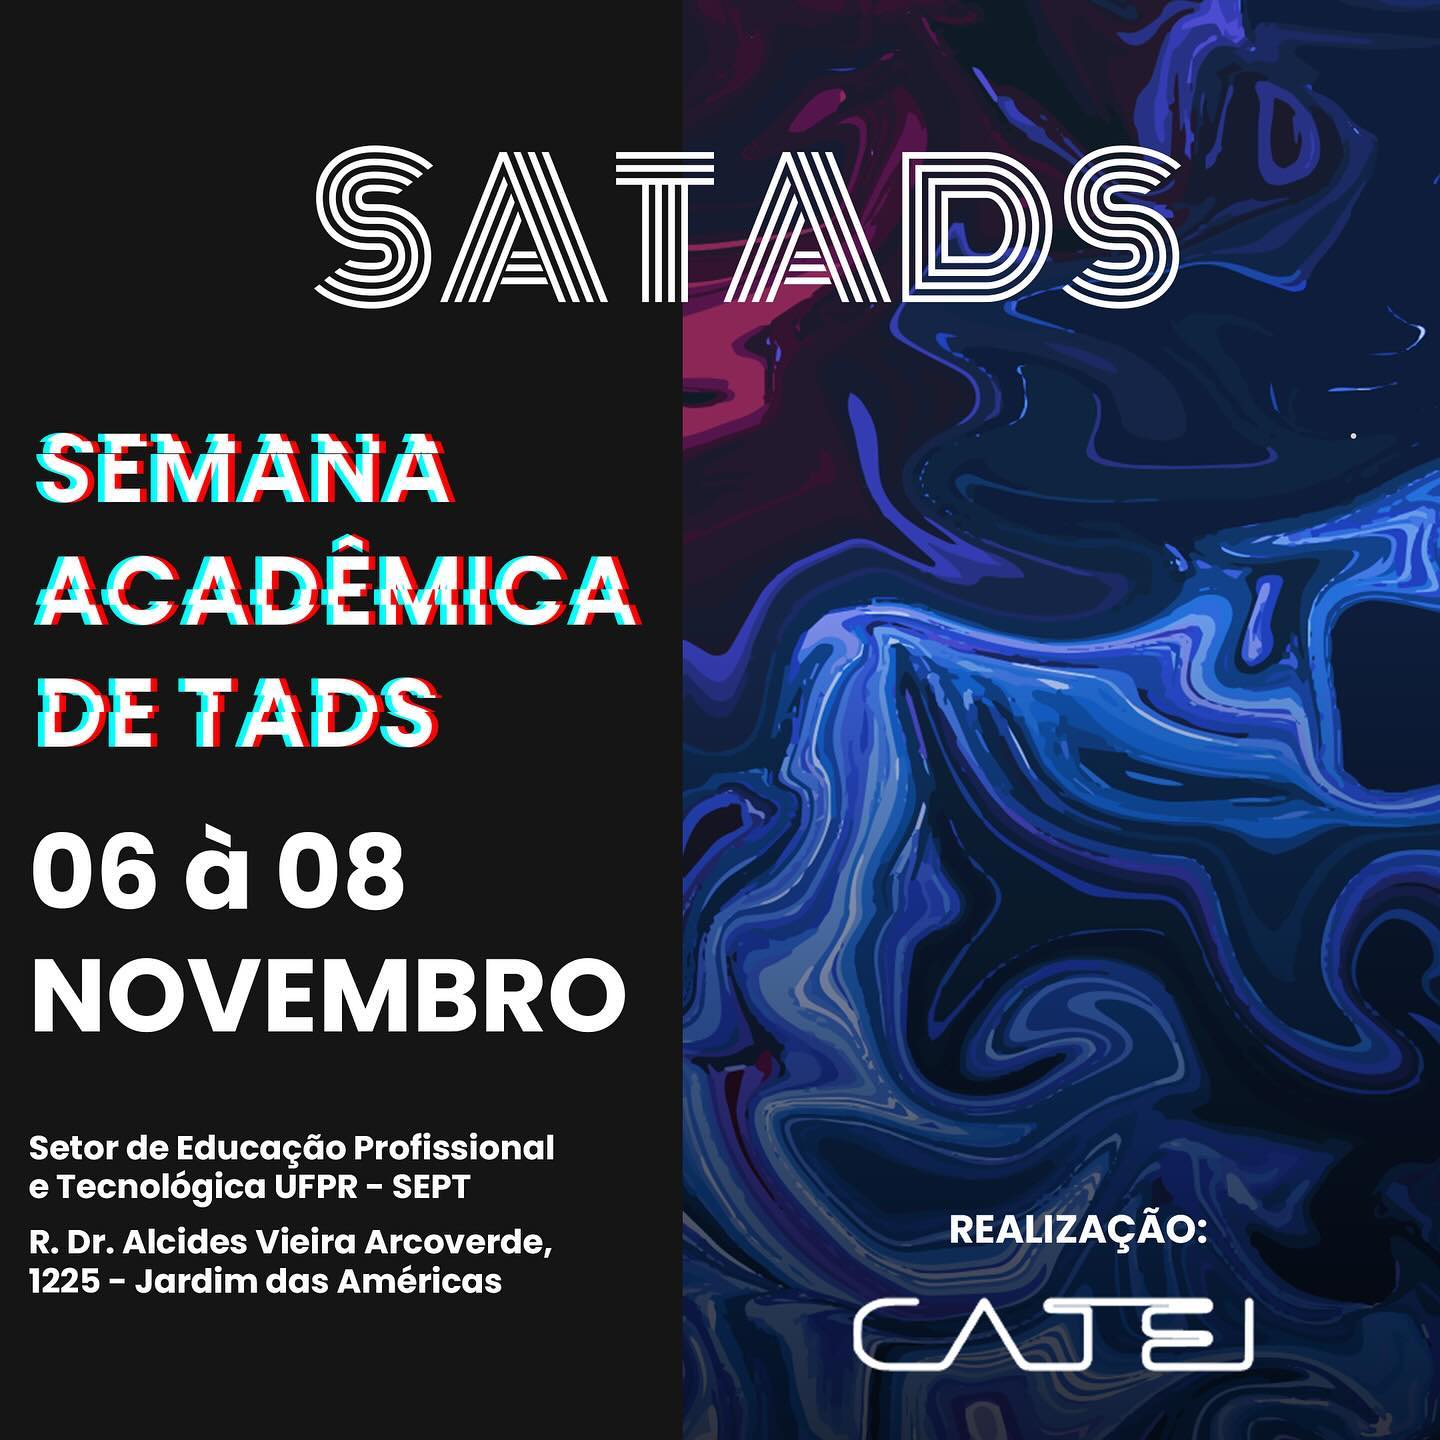 SATADS
SEMANA
ACADÊMICA
DE TADS
06 à 08
NOVEMBRO
Setor de Educação Profissional
e Tecnológica UFPR - SEPT
R. Dr. Alcides Vieira Arcoverde,
1225 - Jardim das Américas
REALIZAÇÃO:
CATEI